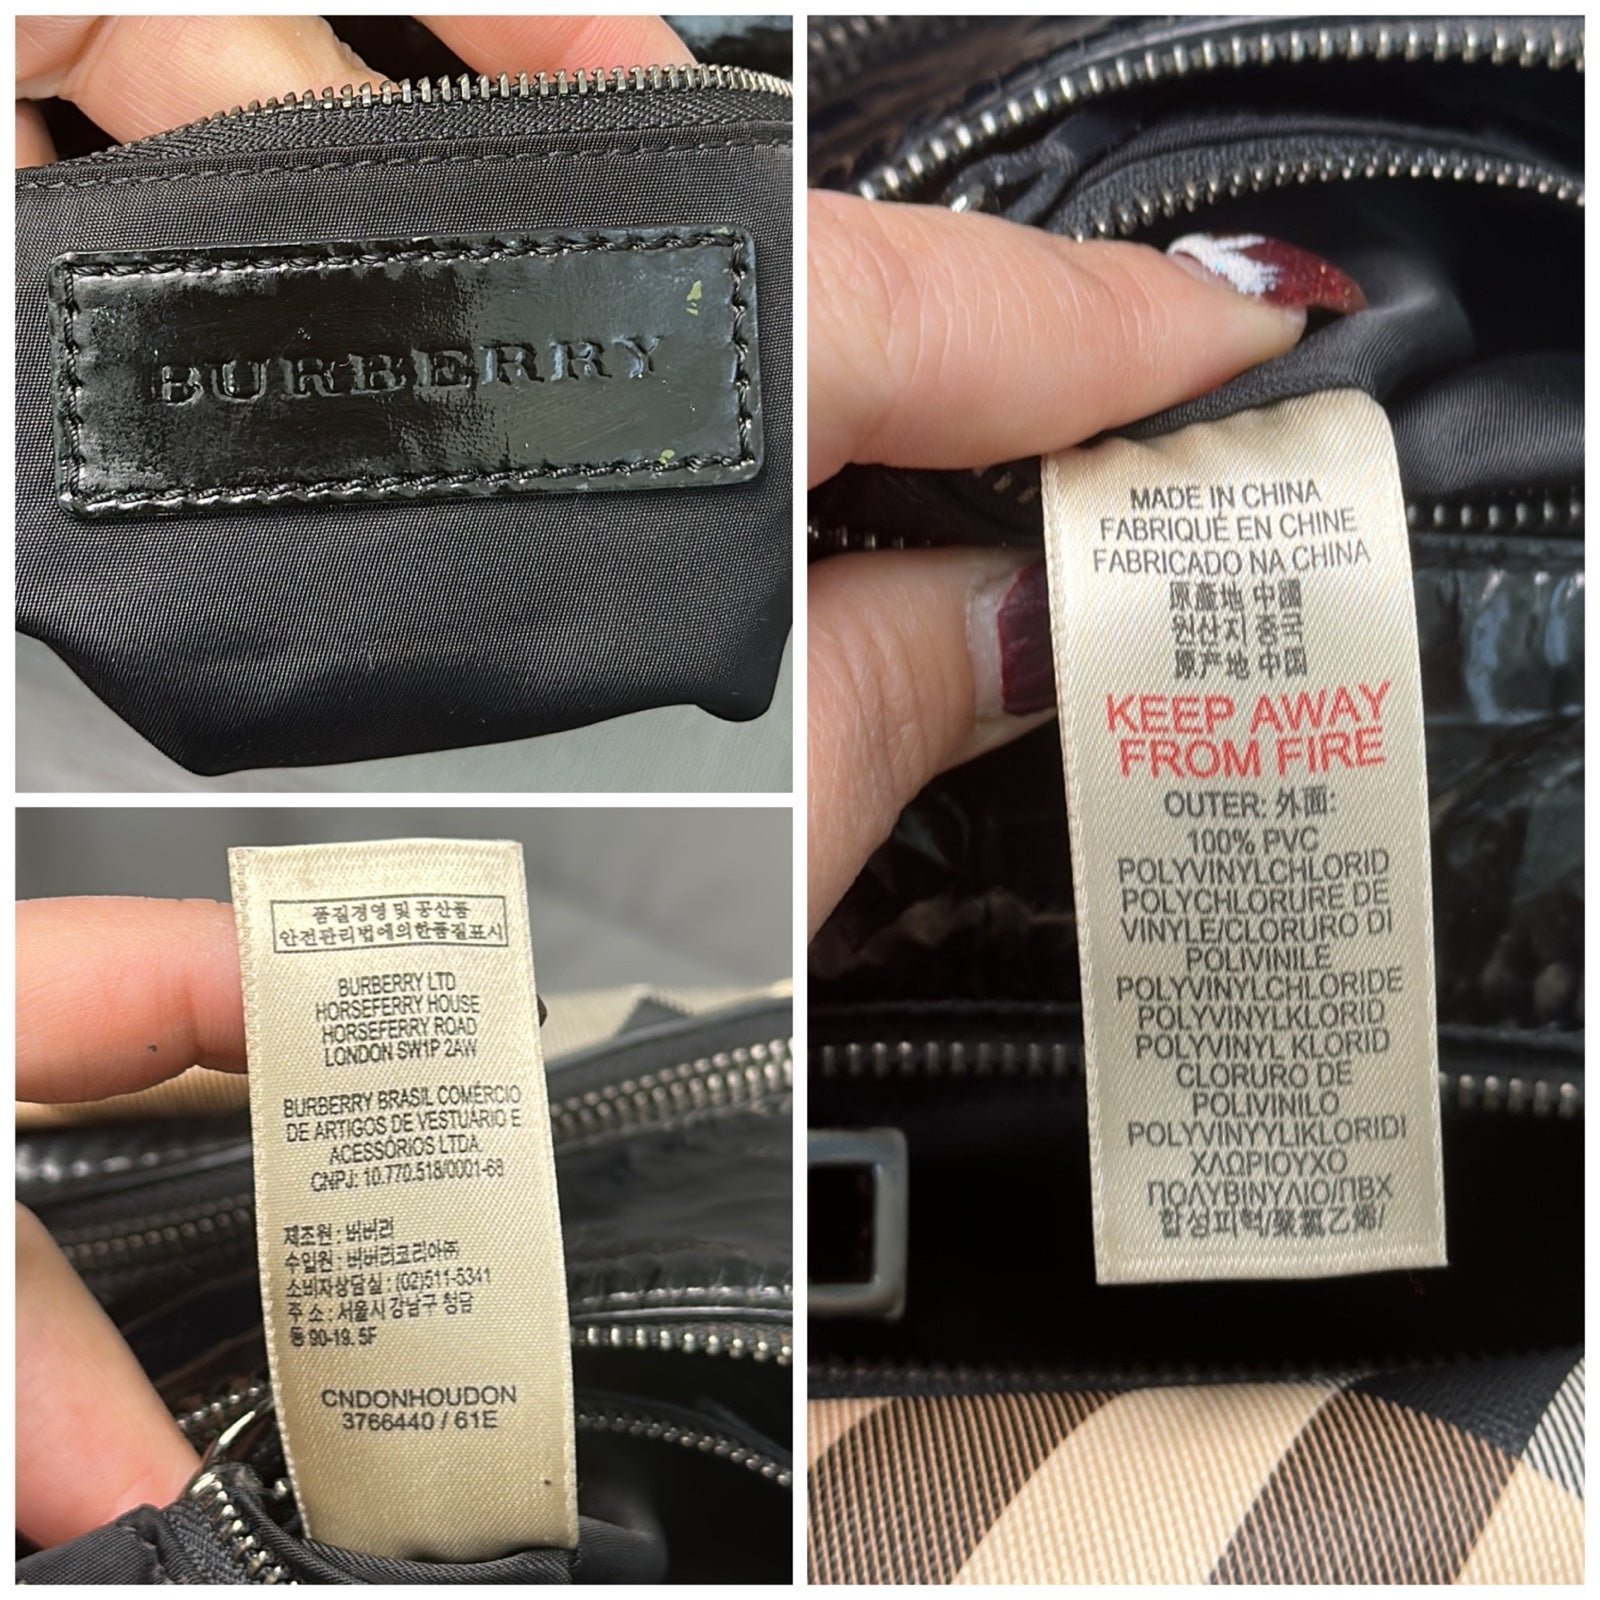 BURBERRY
품질경영 및 공산품
안전관리법에의한품질표시
BURBERRY LTD
HORSEFERRY HOUSE
HORSEFERRY ROAD
LONDON SW1P 2AW
BURBERRY BRASIL COMÉRCIO
DE ARTIGOS DE VESTUÁRIO E
ACESSÓRIOS LTDA.
CNPJ: 10.770.518/0001-68
제조원 : 버버리
수입원 : 버버리코리아㈜
소비자상담실 : (02)511-5341
주 소 : 서울시 강남구 청담
동 90-19. 5F
CNDONHOUDON
3766440 / 61E
MADE IN CHINA
FABRIQUÉ EN CHINE
FABRICADO NA CHINA
原產地 中國
원산지 중국
原产地 中国
KEEP AWAY
FROM FIRE
OUTER: 外面:
100% PVC
POLYVINYLCHLORID
POLYCHLORURE DE
VINYLE/CLORURO DI
POLIVINILE
POLYVINYLCHLORIDE
POLYVINYLKLORID
POLYVINYL KLORID
CLORURO DE
POLIVINILO
POLYVINYYLIKLORIDI
ΧΛΩΡΙΟΥΧΟ
ΠΟΛΥΒΙΝΥΛΙΟ/ΠΒΧ
합성피혁/聚氯乙烯/